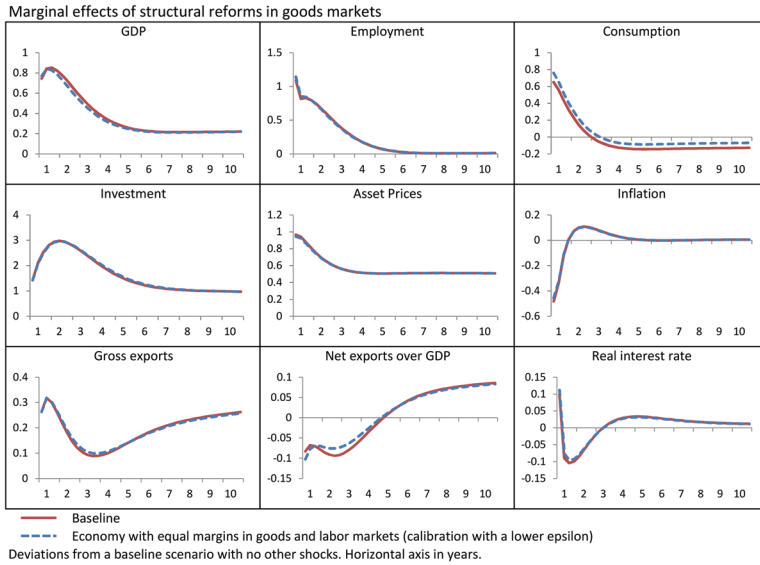 Marginal effects of structural reforms in goods markets
GDP
1
0.8
0.6
0.4
0.2
0
1 2 3 4 5 6 7 8 9 10
Employment
1.5
1
0.5
0
1 2 3 4 5 6 7 8 9 10
Consumption
1
0.8
0.6
0.4
0.2
0
-0.2
1 2 3 4 5 6 7 8 9 10
Investment
4
3
2
1
0
1 2 3 4 5 6 7 8 9 10
Asset Prices
1.2
1
0.8
0.6
0.4
0.2
0
1 2 3 4 5 6 7 8 9 10
Inflation
0.2
0
-0.2
-0.4
-0.6
1 2 3 4 5 6 7 8 9 10
Gross exports
0.4
0.3
0.2
0.1
0
1 2 3 4 5 6 7 8 9 10
Net exports over GDP
0.1
0.05
0
-0.05
-0.1
-0.15
1 2 3 4 5 6 7 8 9 10
Real interest rate
0.15
0.1
0.05
0
-0.05
-0.1
-0.15
1 2 3 4 5 6 7 8 9 10
Baseline
Economy with equal margins in goods and labor markets (calibration with a lower epsilon)
Deviations from a baseline scenario with no other shocks. Horizontal axis in years.